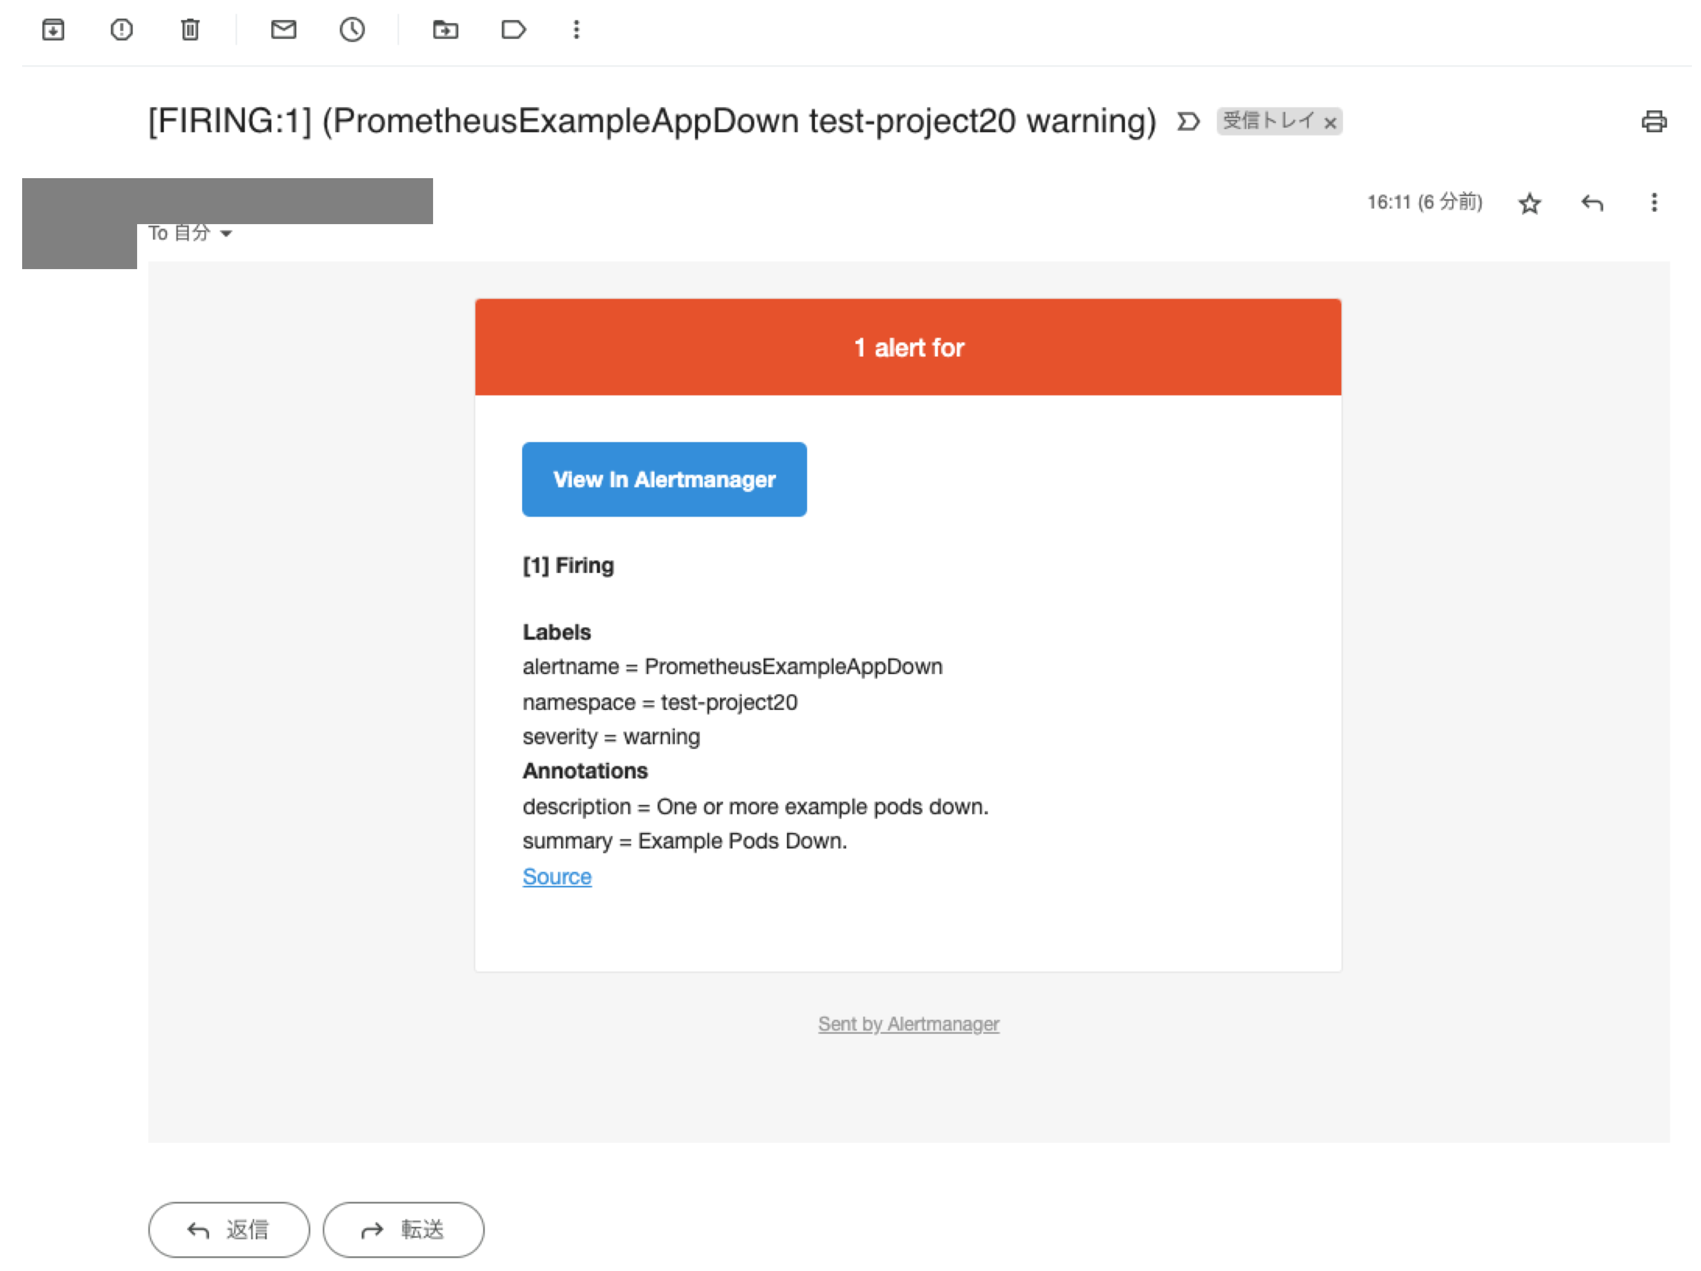 [FIRING:1] (PrometheusExampleAppDown test-project20 warning) 受信トレイ ×
16:11 (6 分前)
To 自分
1 alert for
View In Alertmanager
[1] Firing
Labels
alertname = PrometheusExampleAppDown
namespace = test-project20
severity = warning
Annotations
description = One or more example pods down.
summary = Example Pods Down.
Source
Sent by Alertmanager
返信 転送